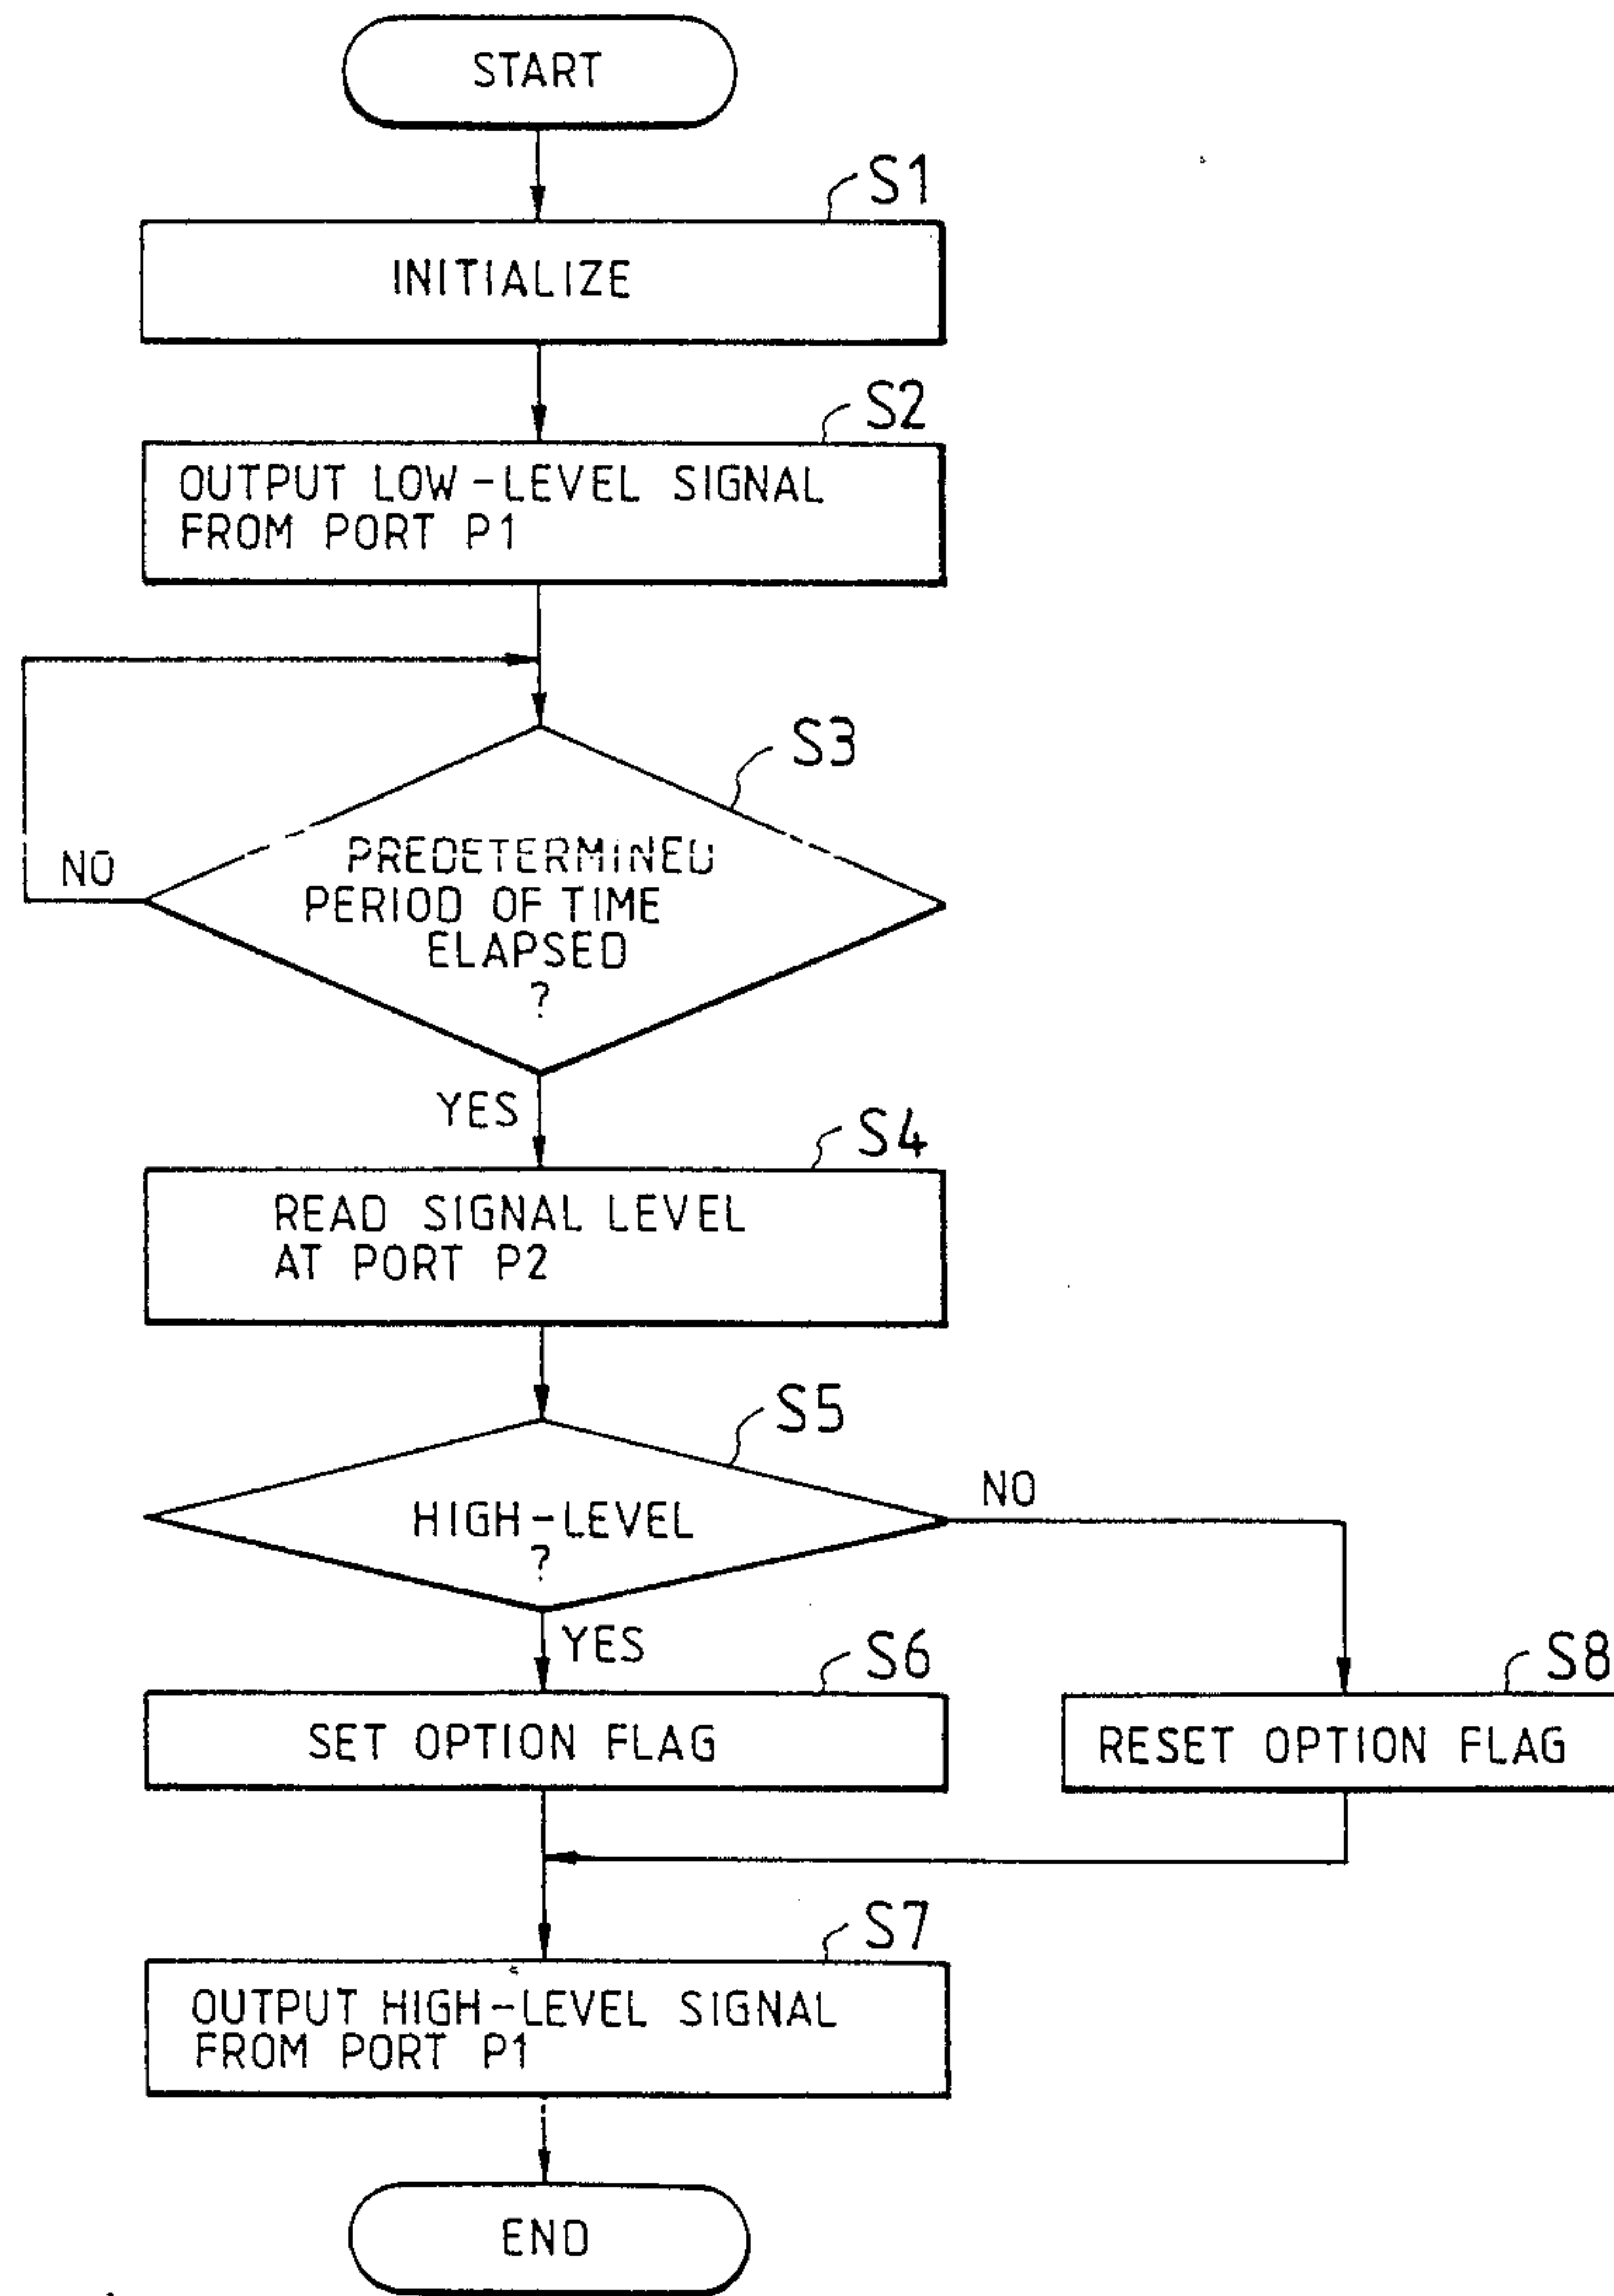 START
S1
INITIALIZE
S2
OUTPUT LOW-LEVEL SIGNAL
FROM PORT P1
S3
NO
PREDETERMINED
PERIOD OF TIME
ELAPSED
?
YES
S4
READ SIGNAL LEVEL
AT PORT P2
S5
NO
HIGH-LEVEL
?
YES
S6
S8
SET OPTION FLAG
RESET OPTION FLAG
S7
OUTPUT HIGH-LEVEL SIGNAL
FROM PORT P1
END